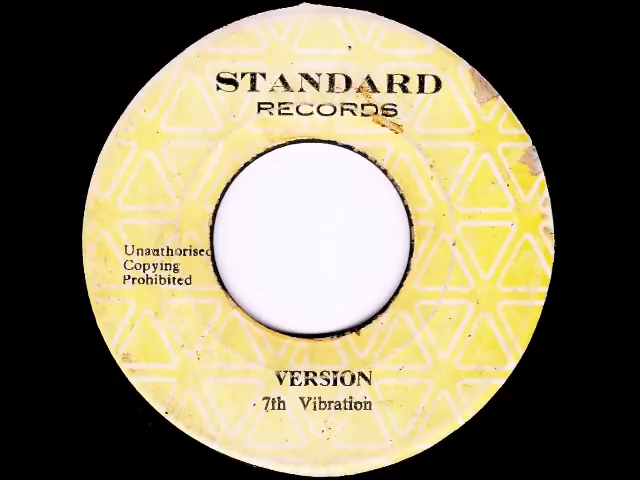 STANDARD
RECORDS
Unauthorised
Copying
Prohibited
VERSION
7th Vibration